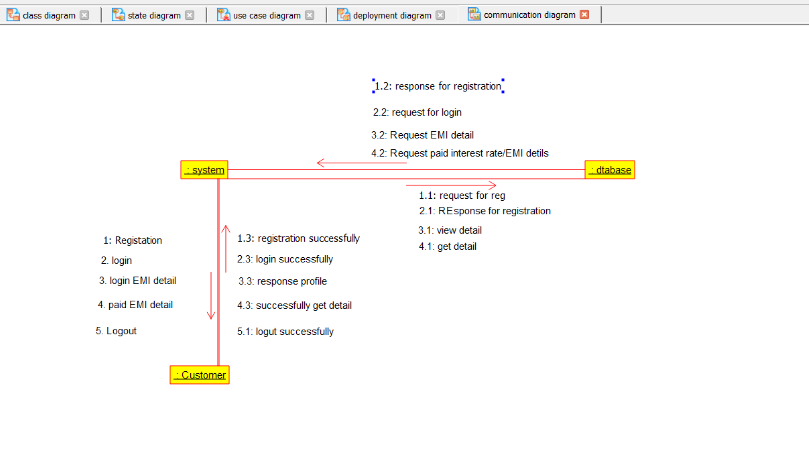 class diagram
state diagram
use case diagram
deployment diagram
communication diagram
1.2: response for registration
2.2: request for login
3.2: Request EMI detail
4.2: Request paid interest rate/EMI detils
: system
: dtabase
1.1: request for reg
2.1: REsponse for registration
3.1: view detail
4.1: get detail
1: Registation
2. login
3. login EMI detail
4. paid EMI detail
5. Logout
1.3: registration successfully
2.3: login successfully
3.3: response profile
4.3: successfully get detail
5.1: logut successfully
: Customer